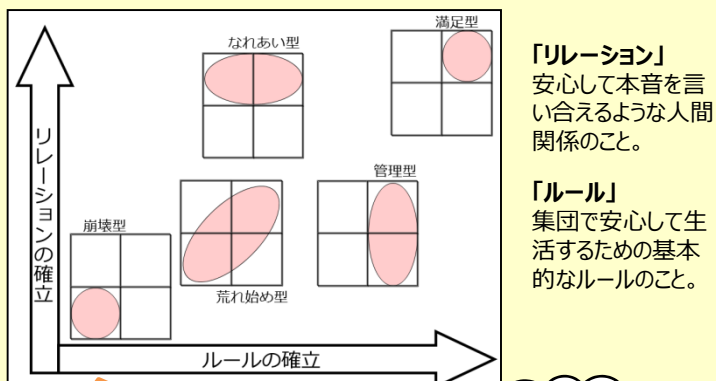 満足型
なれあい型
管理型
崩壊型
荒れ始め型
リレーションの確立
ルールの確立
「リレーション」
安心して本音を言
い合えるような人間
関係のこと。
「ルール」
集団で安心して生
活するための基本
的なルールのこと。